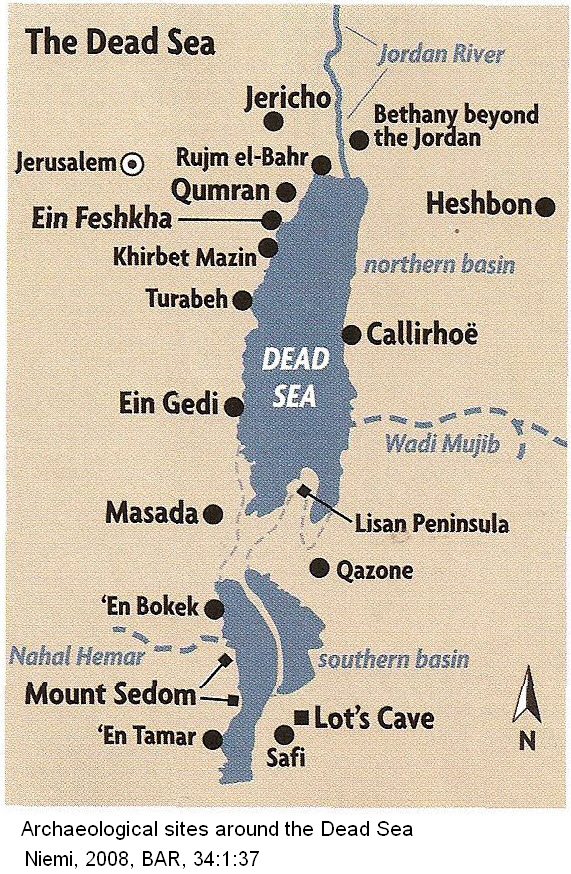 The Dead Sea
Jordan River
Jericho
Bethany beyond
the Jordan
Jerusalem
Rujm el-Bahr
Qumran
Heshbon
Ein Feshkha
Khirbet Mazin
northern basin
Turabeh
Callirhoë
DEAD
SEA
Ein Gedi
Wadi Mujib
Masada
Lisan Peninsula
Qazone
‘En Bokek
Nahal Hemar
southern basin
Mount Sedom
Lot's Cave
‘En Tamar
Safi
N
Archaeological sites around the Dead Sea
Niemi, 2008, BAR, 34:1:37